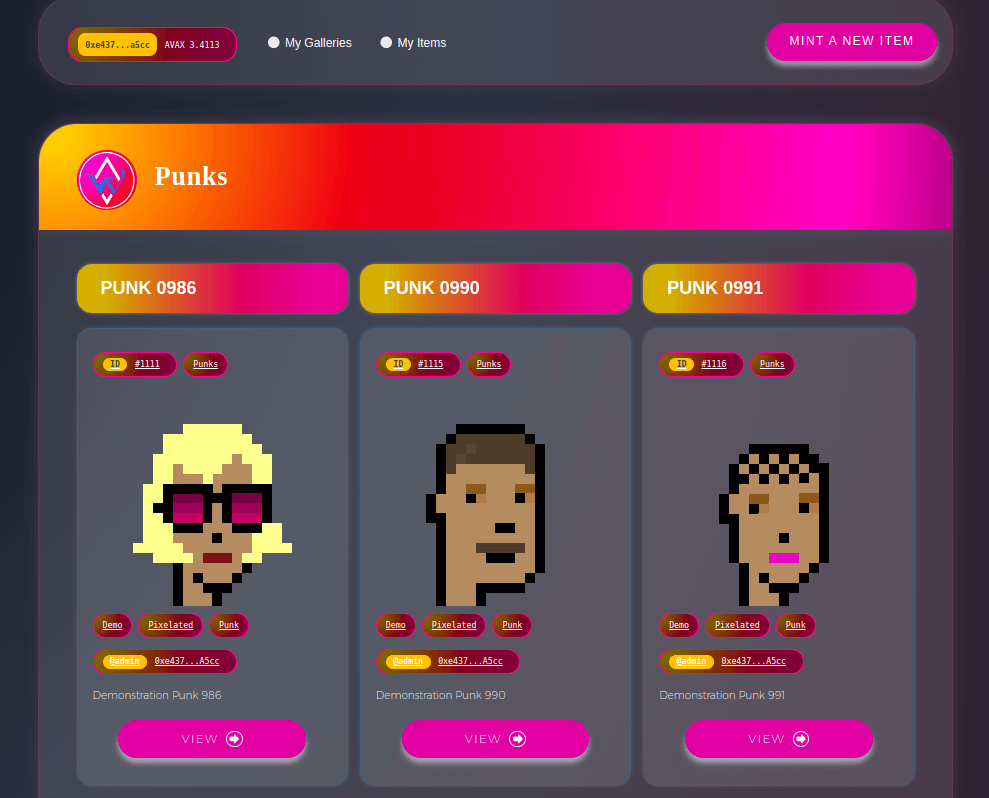 0xe437...a5cc AVAX 3.4113 My Galleries My Items MINT A NEW ITEM
Punks
PUNK 0986
ID #1111 Punks
Demo Pixelated Punk
@admin 0xe437...A5cc
Demonstration Punk 986
VIEW
PUNK 0990
ID #1115 Punks
Demo Pixelated Punk
@admin 0xe437...A5cc
Demonstration Punk 990
VIEW
PUNK 0991
ID #1116 Punks
Demo Pixelated Punk
@admin 0xe437...A5cc
Demonstration Punk 991
VIEW